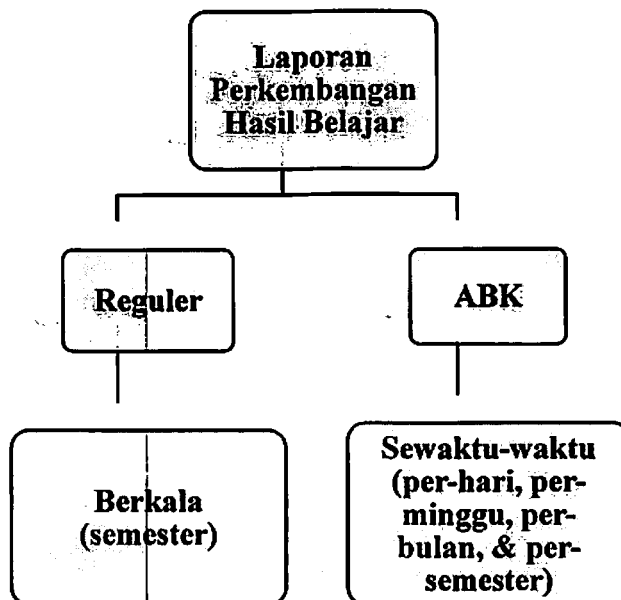 Laporan
Perkembangan
Hasil Belajar
Reguler
ABK
Berkala
(semester)
Sewaktu-waktu
(per-hari, per-
minggu, per-
bulan, & per-
semester)